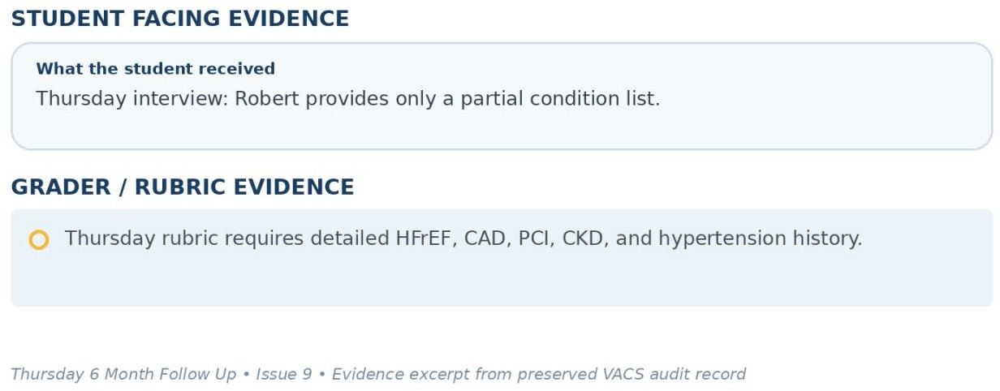 STUDENT FACING EVIDENCE
What the student received
Thursday interview: Robert provides only a partial condition list.
GRADER / RUBRIC EVIDENCE
Thursday rubric requires detailed HFrEF, CAD, PCI, CKD, and hypertension history.
Thursday 6 Month Follow Up • Issue 9 • Evidence excerpt from preserved VACS audit record